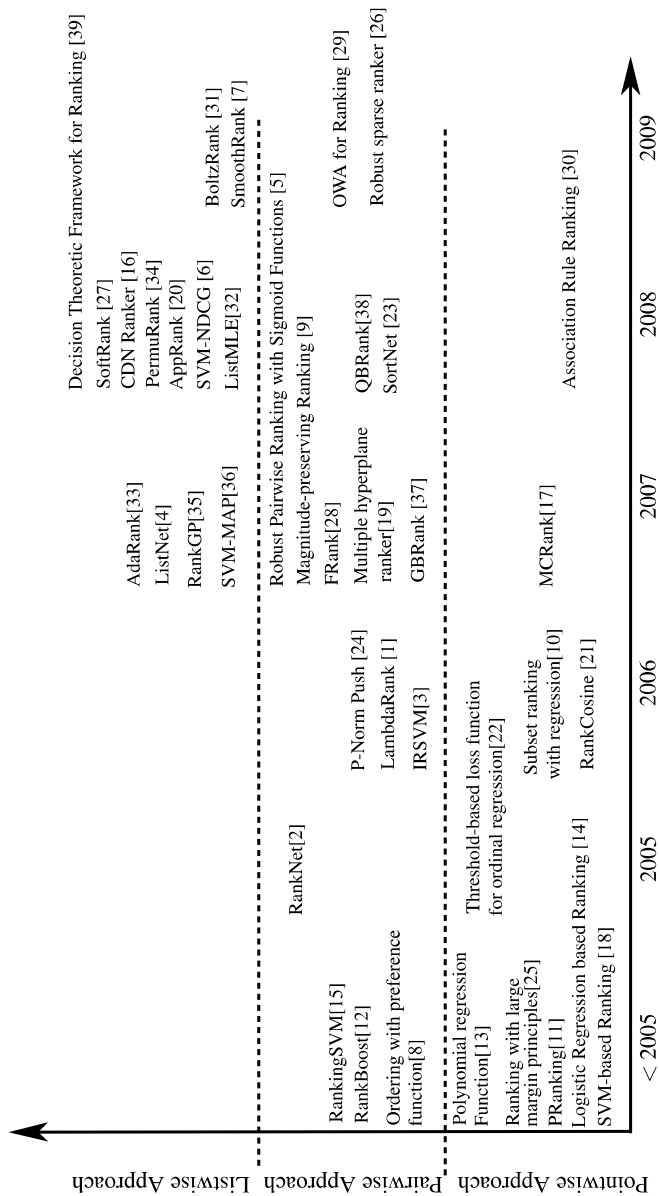 Listwise Approach
Decision Theoretic Framework for Ranking [39]
SoftRank [27]
CDN Ranker [16]
PermuRank [34]
AdaRank[33]
AppRank [20]
ListNet[4]
SVM-NDCG [6]
RankGP[35]
BoltzRank [31]
ListMLE[32]
SVM-MAP[36]
SmoothRank [7]
Pairwise Approach
Robust Pairwise Ranking with Sigmoid Functions [5]
RankNet[2]
Magnitude-preserving Ranking [9]
RankingSVM[15]
FRank[28]
OWA for Ranking [29]
RankBoost[12]
P-Norm Push [24]
Multiple hyperplane
ranker[19]
QBRank[38]
Ordering with preference
function[8]
LambdaRank [1]
SortNet [23]
Robust sparse ranker [26]
IRSVM[3]
GBRank [37]
Pointwise Approach
Polynomial regression
Function[13]
Threshold-based loss function
for ordinal regression[22]
Ranking with large
margin principles[25]
Subset ranking
with regression[10]
PRanking[11]
MCRank[17]
Logistic Regression based Ranking [14]
RankCosine [21]
Association Rule Ranking [30]
SVM-based Ranking [18]
< 2005
2005
2006
2007
2008
2009